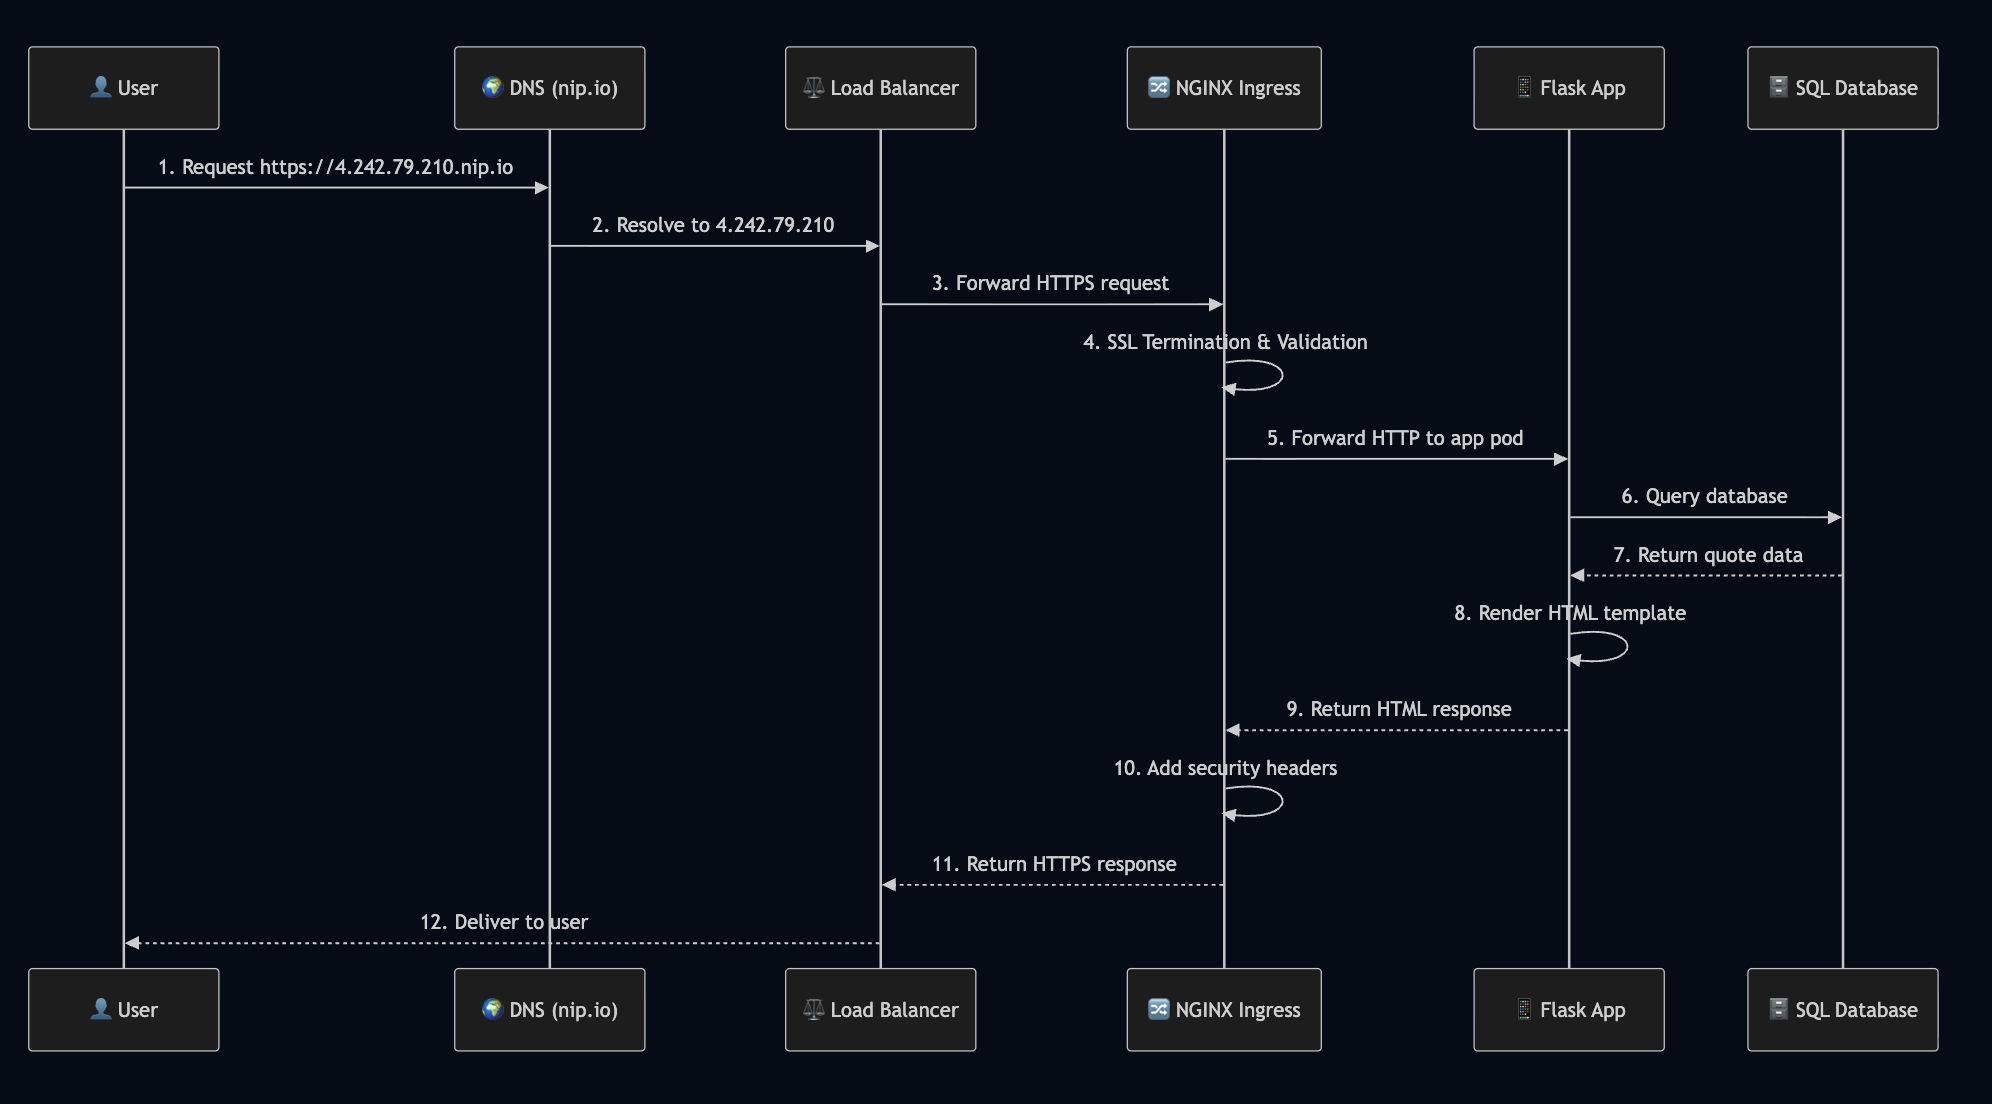 User
DNS (nip.io)
Load Balancer
NGINX Ingress
Flask App
SQL Database
1. Request https://4.242.79.210.nip.io
2. Resolve to 4.242.79.210
3. Forward HTTPS request
4. SSL Termination & Validation
5. Forward HTTP to app pod
6. Query database
7. Return quote data
8. Render HTML template
9. Return HTML response
10. Add security headers
11. Return HTTPS response
12. Deliver to user
User
DNS (nip.io)
Load Balancer
NGINX Ingress
Flask App
SQL Database